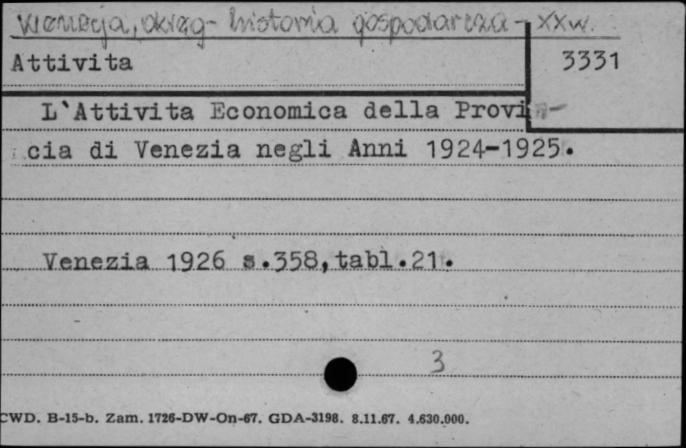 Wenecja, okręg - historia gospodarcza - XX w.
Attivita 3331
L'Attivita Economica della Provin-
cia di Venezia negli Anni 1924-1925.
Venezia 1926 s.358,tabl.21.
3
CWD. B-15-b. Zam. 1726-DW-On-67. GDA-3198. 8.11.67. 4.630.000.